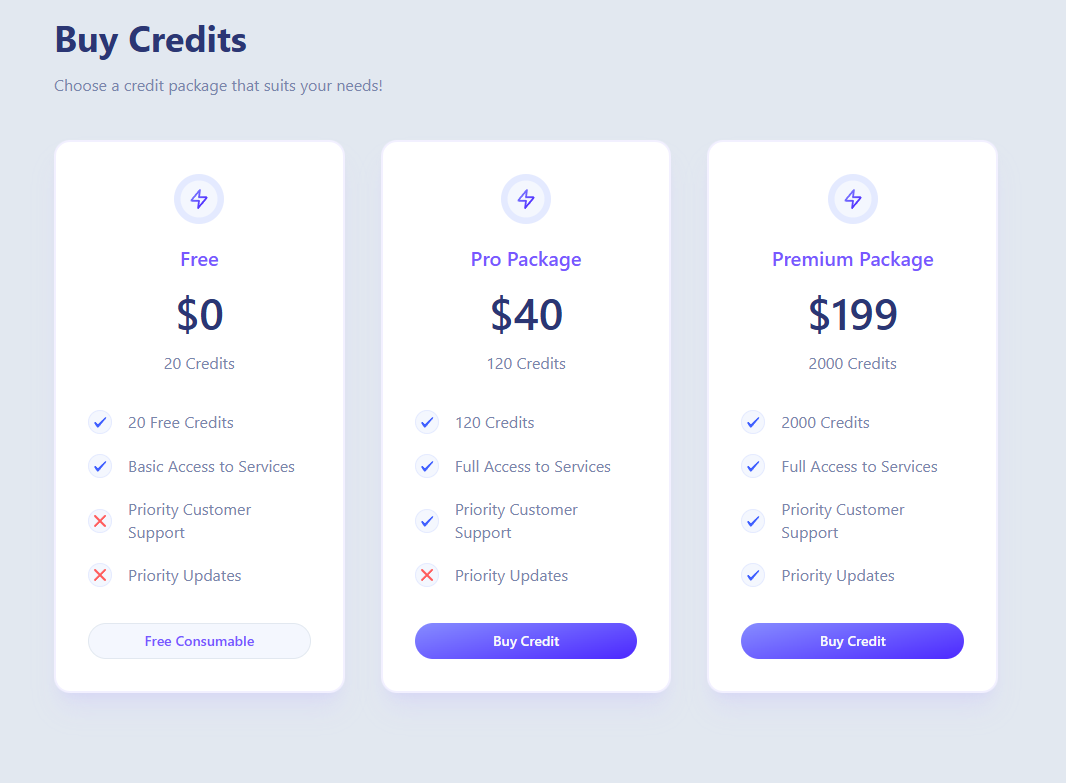 Buy Credits
Choose a credit package that suits your needs!
Free
$0
20 Credits
20 Free Credits
Basic Access to Services
Priority Customer
Support
Priority Updates
Free Consumable
Pro Package
$40
120 Credits
120 Credits
Full Access to Services
Priority Customer
Support
Priority Updates
Buy Credit
Premium Package
$199
2000 Credits
2000 Credits
Full Access to Services
Priority Customer
Support
Priority Updates
Buy Credit